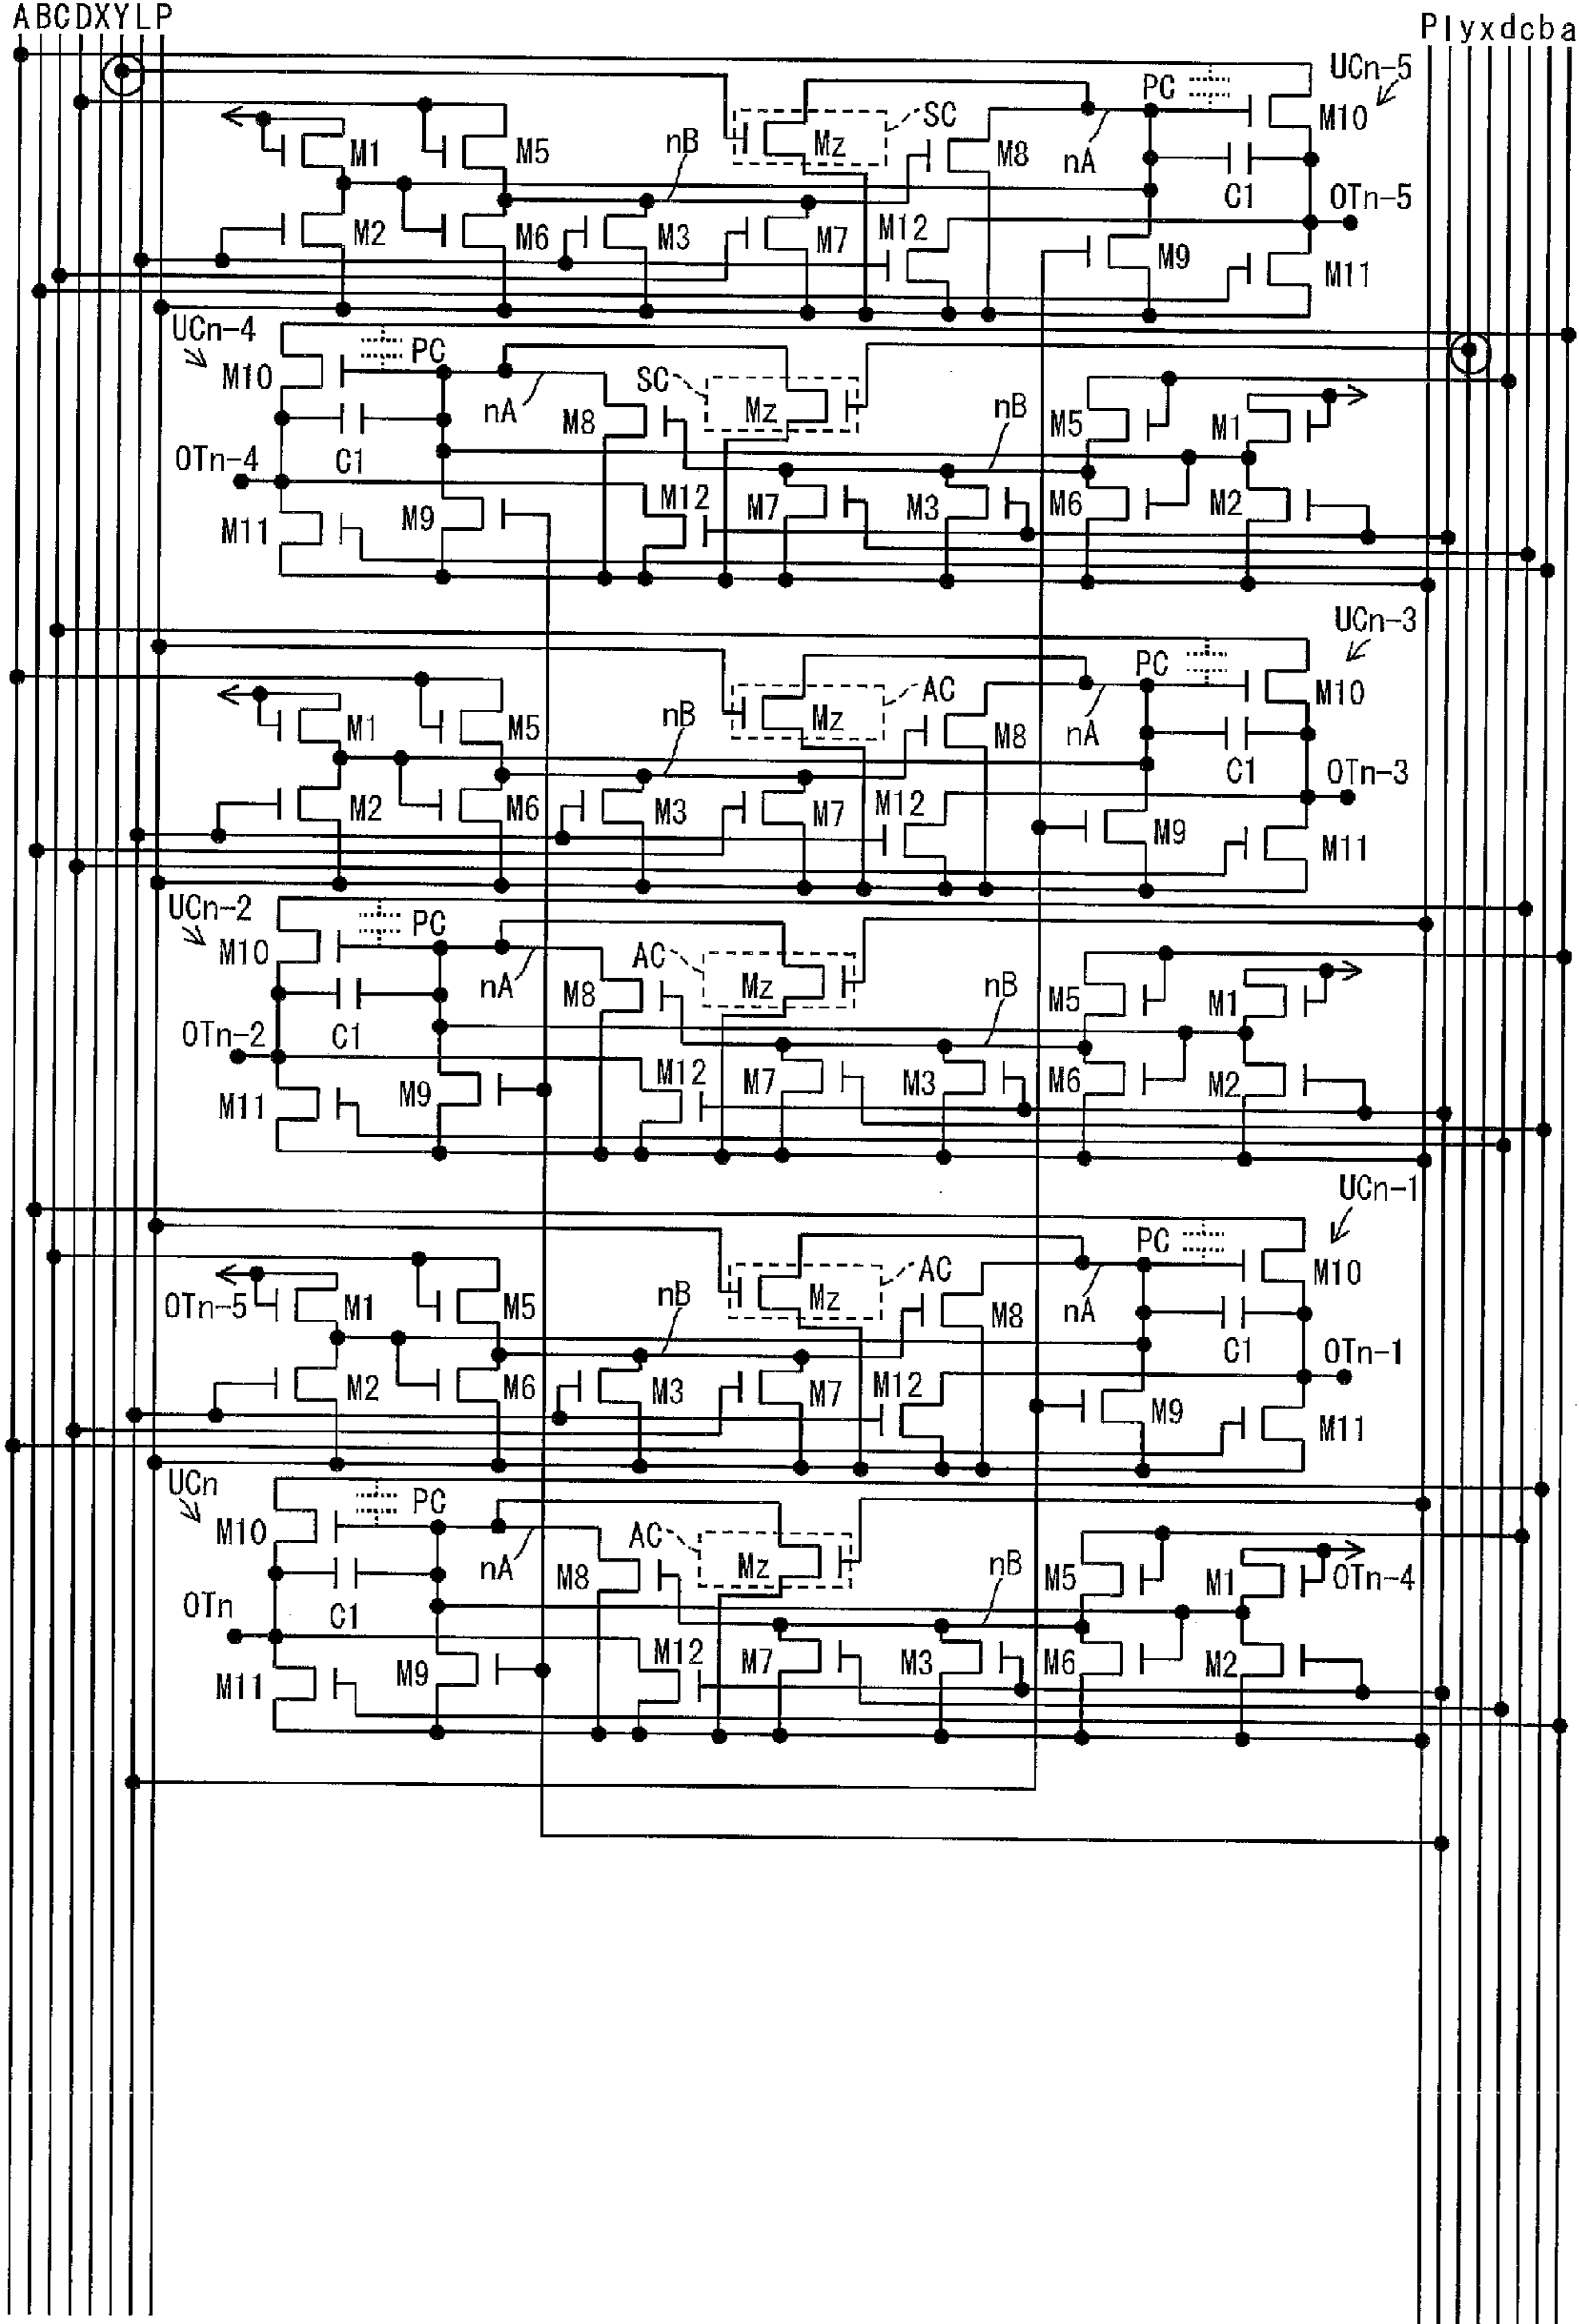 A B C D X Y L P
P l y x d c b a
UCn-5
PC
M10
SC
Mz
M1
M5
nB
M8
nA
C1
OTn-5
M2
M6
M3
M7
M12
M9
M11
UCn-4
PC
M10
SC
nA
M8
Mz
nB
M5
M1
OTn-4
C1
M12
M7
M3
M6
M2
M11
M9
UCn-3
PC
M10
AC
Mz
M1
M5
nB
M8
nA
C1
OTn-3
M2
M6
M3
M7
M12
M9
M11
UCn-2
PC
M10
AC
nA
M8
Mz
nB
M5
M1
OTn-2
C1
M12
M7
M3
M6
M2
M11
M9
UCn-1
PC
M10
AC
Mz
OTn-5
M1
M5
nB
M8
nA
C1
OTn-1
M2
M6
M3
M7
M12
M9
M11
UCn
PC
M10
AC
nA
M8
Mz
nB
M5
M1
OTn-4
OTn
C1
M12
M7
M3
M6
M2
M11
M9